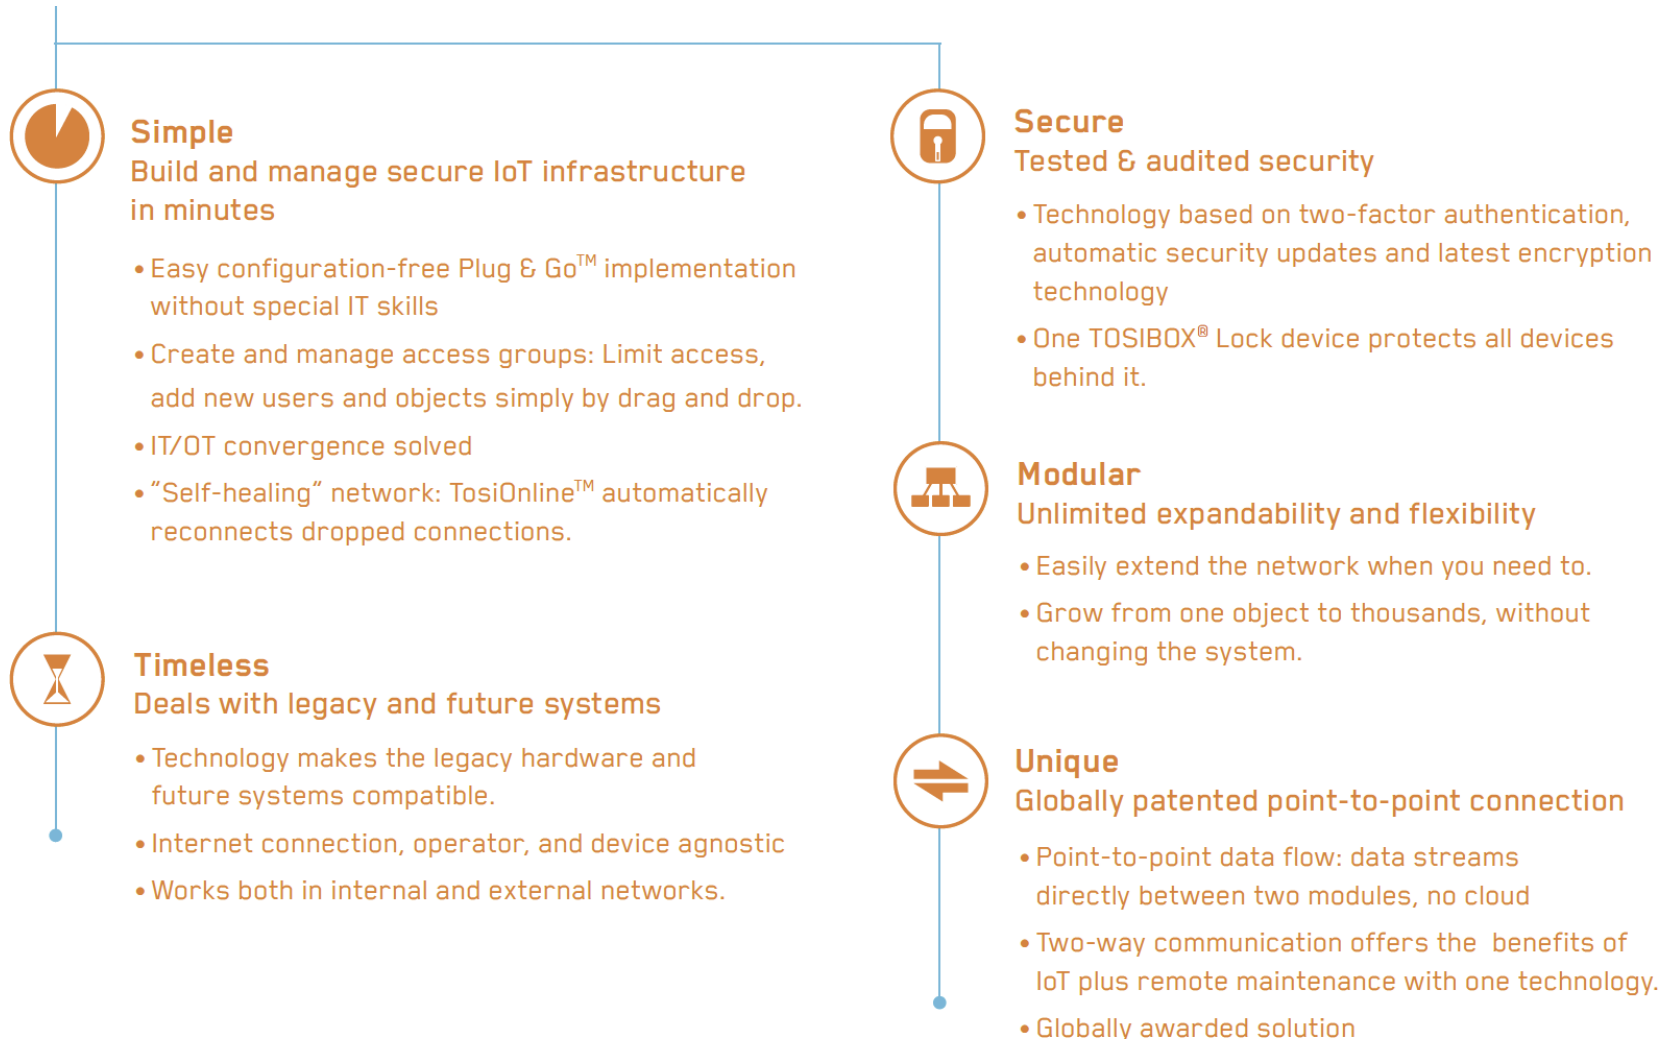 Simple
Build and manage secure IoT infrastructure
in minutes
• Easy configuration-free Plug & Go™ implementation
without special IT skills
• Create and manage access groups: Limit access,
add new users and objects simply by drag and drop.
• IT/OT convergence solved
• “Self-healing” network: TosiOnline™ automatically
reconnects dropped connections.
Timeless
Deals with legacy and future systems
• Technology makes the legacy hardware and
future systems compatible.
• Internet connection, operator, and device agnostic
• Works both in internal and external networks.
Secure
Tested & audited security
• Technology based on two-factor authentication,
automatic security updates and latest encryption
technology
• One TOSIBOX® Lock device protects all devices
behind it.
Modular
Unlimited expandability and flexibility
• Easily extend the network when you need to.
• Grow from one object to thousands, without
changing the system.
Unique
Globally patented point-to-point connection
• Point-to-point data flow: data streams
directly between two modules, no cloud
• Two-way communication offers the benefits of
IoT plus remote maintenance with one technology.
• Globally awarded solution